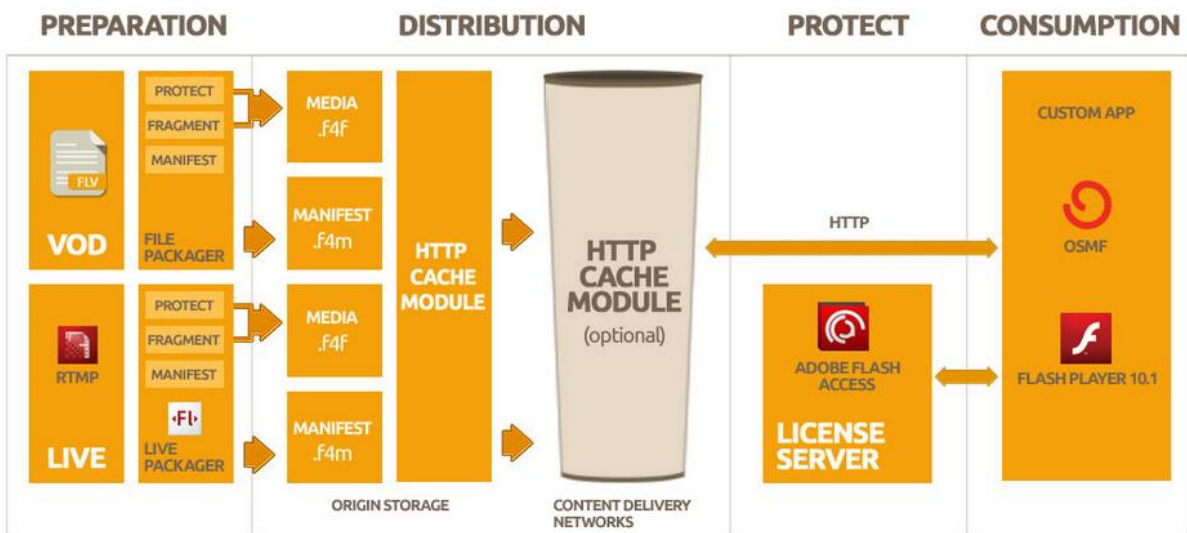 PREPARATION
DISTRIBUTION
PROTECT
CONSUMPTION
FLV
VOD
PROTECT
FRAGMENT
MANIFEST
FILE
PACKAGER
MEDIA
.f4f
MANIFEST
.f4m
RTMP
LIVE
PROTECT
FRAGMENT
MANIFEST
Fl
LIVE
PACKAGER
MEDIA
.f4f
MANIFEST
.f4m
HTTP
CACHE
MODULE
ORIGIN STORAGE
HTTP
CACHE
MODULE
(optional)
CONTENT DELIVERY
NETWORKS
HTTP
ADOBE FLASH
ACCESS
LICENSE
SERVER
CUSTOM APP
OSMF
f
FLASH PLAYER 10.1